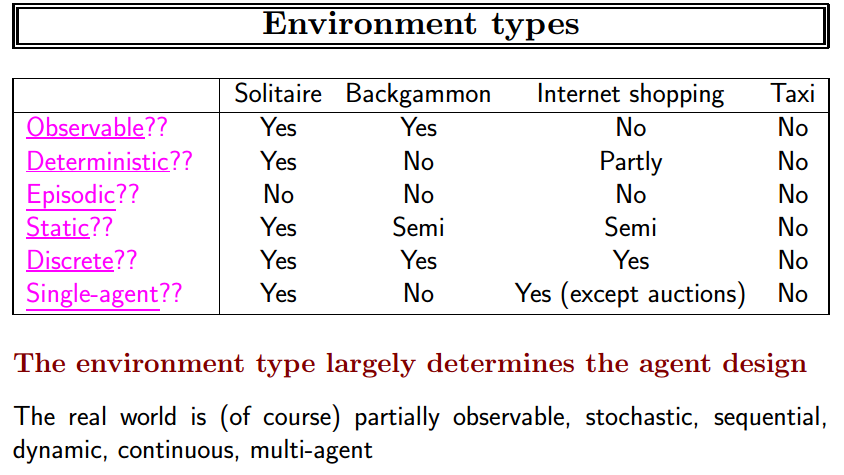 Environment types
Solitaire Backgammon Internet shopping Taxi
Observable?? Yes Yes No No
Deterministic?? Yes No Partly No
Episodic?? No No No No
Static?? Yes Semi Semi No
Discrete?? Yes Yes Yes No
Single-agent?? Yes No Yes (except auctions) No
The environment type largely determines the agent design
The real world is (of course) partially observable, stochastic, sequential,
dynamic, continuous, multi-agent